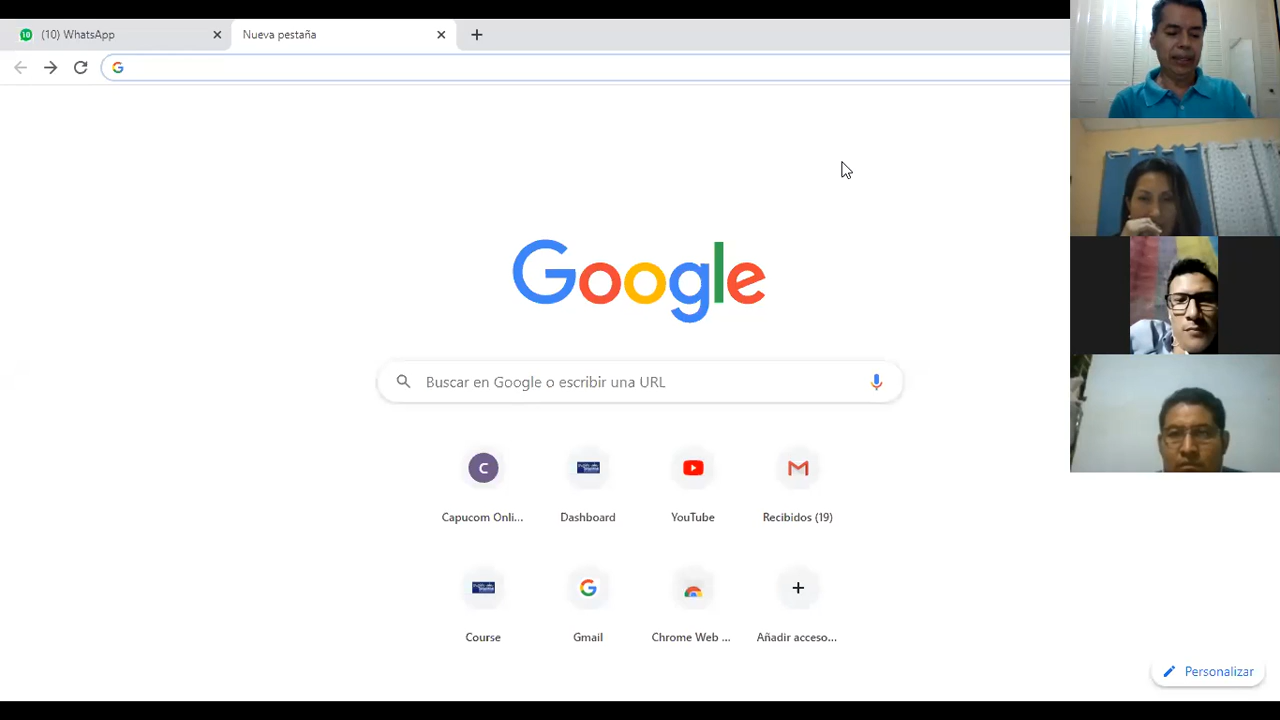 10
(10) WhatsApp
Nueva pestaña
Google
Buscar en Google o escribir una URL
C
Capucom Onli...
Dashboard
YouTube
Recibidos (19)
Course
Gmail
Chrome Web ...
Añadir acceso...
Personalizar